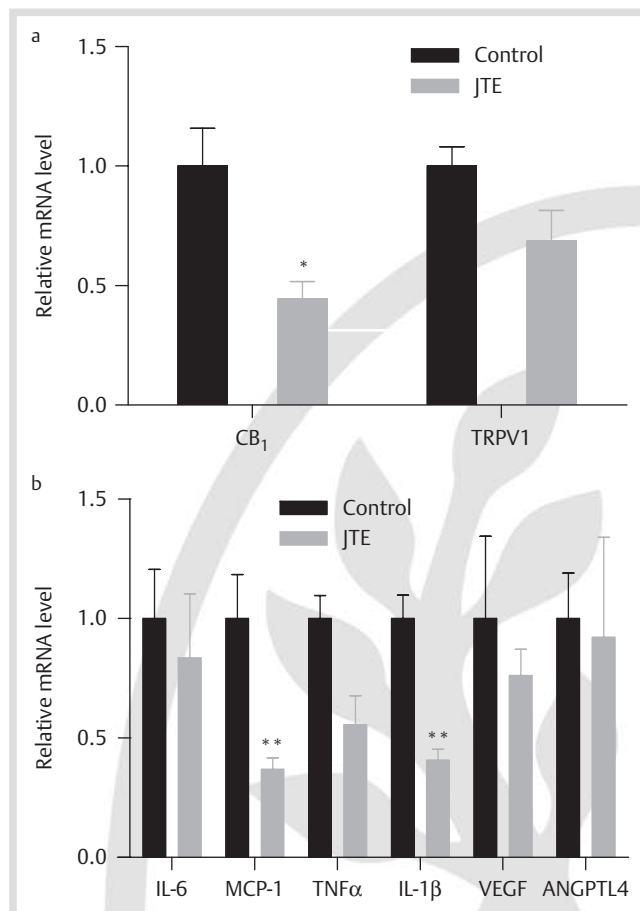 a
1.5
Control
JTE
1.0
Relative mRNA level
*
0.5
0.0
CB₁ TRPV1
b
1.5
Control
JTE
1.0
Relative mRNA level
** **
0.5
0.0
IL-6 MCP-1 TNFα IL-1β VEGF ANGPTL4